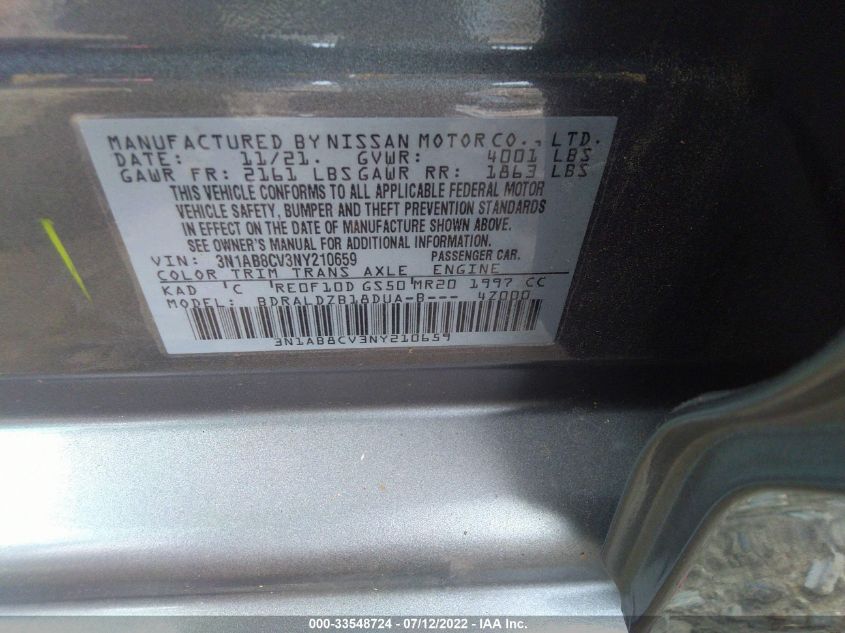 MANUFACTURED BY NISSAN MOTOR CO., LTD.
DATE: 11/21. GVWR: 4001 LBS
GAWR FR: 2161 LBS GAWR RR: 1863 LBS
THIS VEHICLE CONFORMS TO ALL APPLICABLE FEDERAL MOTOR
VEHICLE SAFETY, BUMPER AND THEFT PREVENTION STANDARDS
IN EFFECT ON THE DATE OF MANUFACTURE SHOWN ABOVE.
SEE OWNER'S MANUAL FOR ADDITIONAL INFORMATION.
VIN: 3N1AB8CV3NY210659 PASSENGER CAR.
COLOR TRIM TRANS AXLE ENGINE
KAD C RE0F10D GS50 MR20 1997 CC
MODEL: BDRALDZB18DUA-B--- 4Z000
3N1AB8CV3NY210659
000-33548724 - 07/12/2022 - IAA Inc.